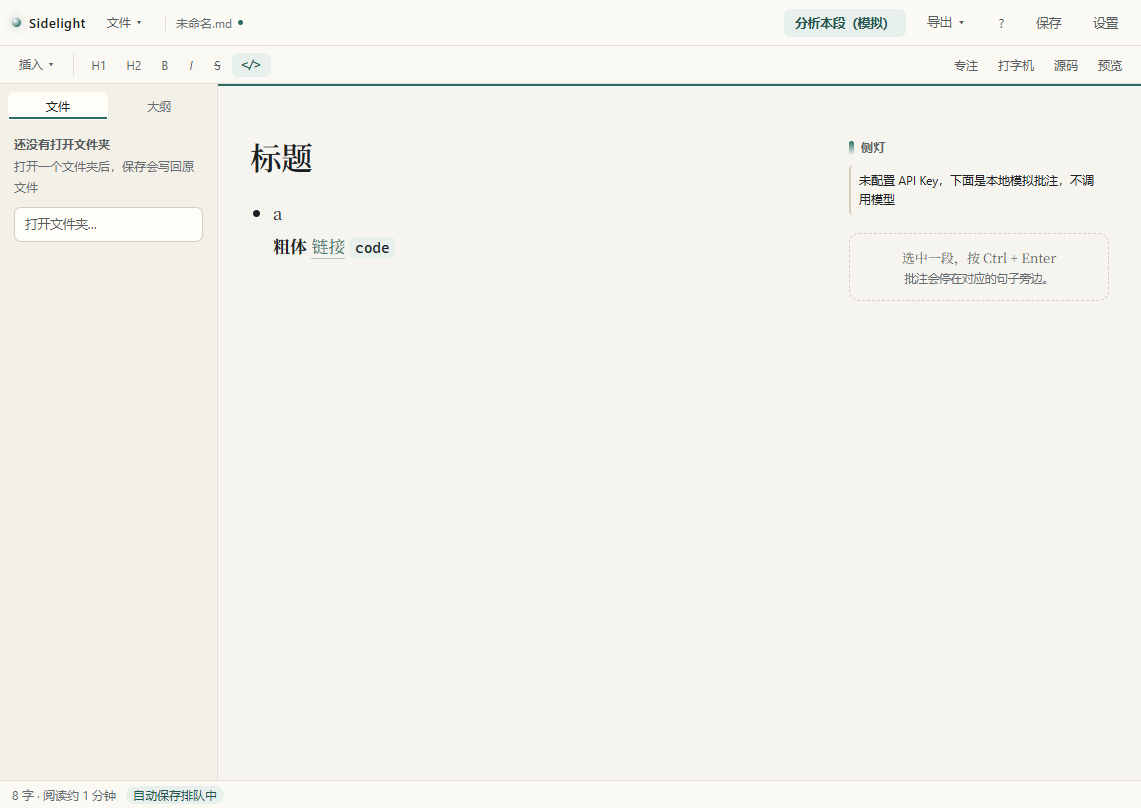 Sidelight 文件 未命名.md 分析本段（模拟） 导出 ? 保存 设置
插入 H1 H2 B I S </> 专注 打字机 源码 预览
文件 大纲
还没有打开文件夹
打开一个文件夹后，保存会写回原
文件
打开文件夹...
标题
a
粗体 链接 code
侧灯
未配置 API Key，下面是本地模拟批注，不调
用模型
选中一段，按 Ctrl + Enter
批注会停在对应的句子旁边。
8 字 · 阅读约 1 分钟 自动保存排队中